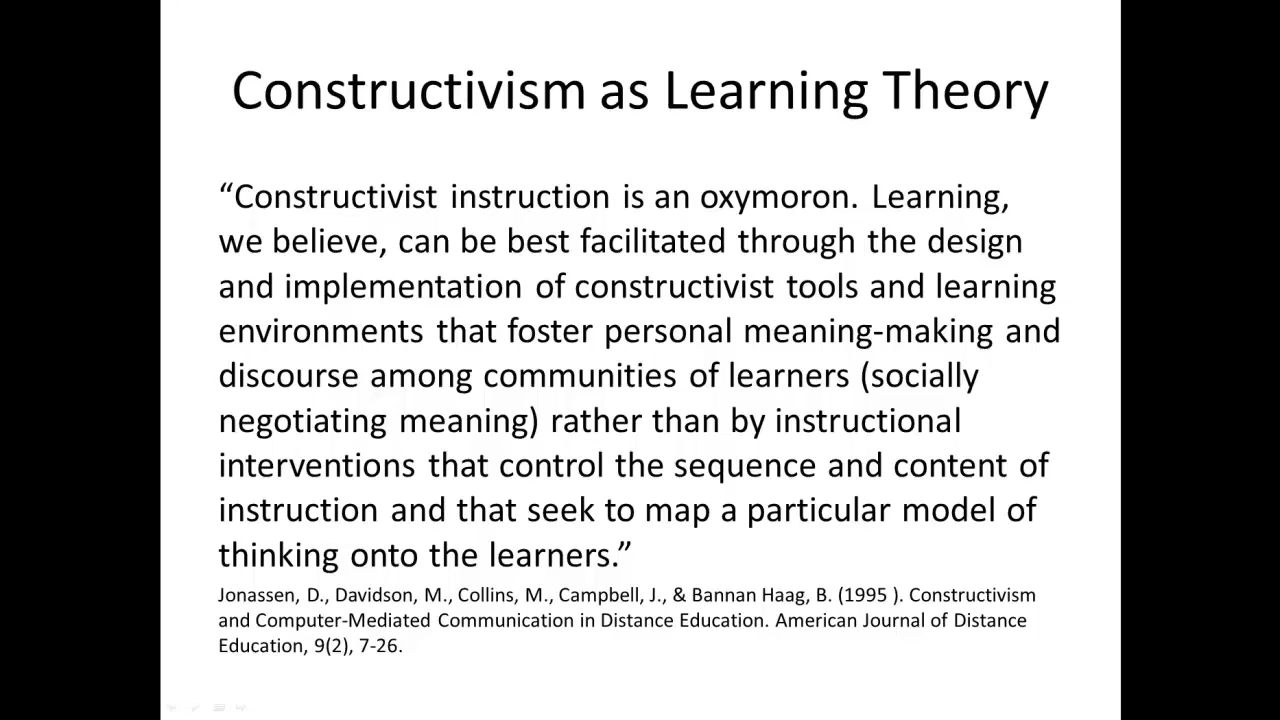 Constructivism as Learning Theory
“Constructivist instruction is an oxymoron. Learning,
we believe, can be best facilitated through the design
and implementation of constructivist tools and learning
environments that foster personal meaning-making and
discourse among communities of learners (socially
negotiating meaning) rather than by instructional
interventions that control the sequence and content of
instruction and that seek to map a particular model of
thinking onto the learners.”
Jonassen, D., Davidson, M., Collins, M., Campbell, J., & Bannan Haag, B. (1995 ). Constructivism
and Computer-Mediated Communication in Distance Education. American Journal of Distance
Education, 9(2), 7-26.